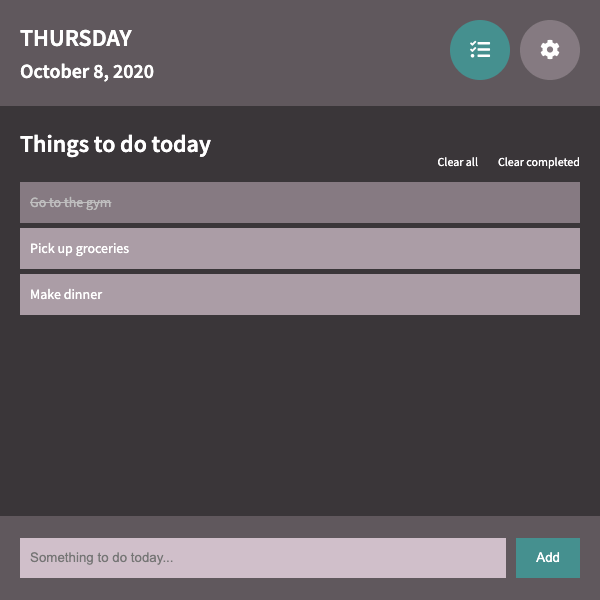 THURSDAY
October 8, 2020
Things to do today
Clear all Clear completed
Go to the gym
Pick up groceries
Make dinner
Something to do today... Add